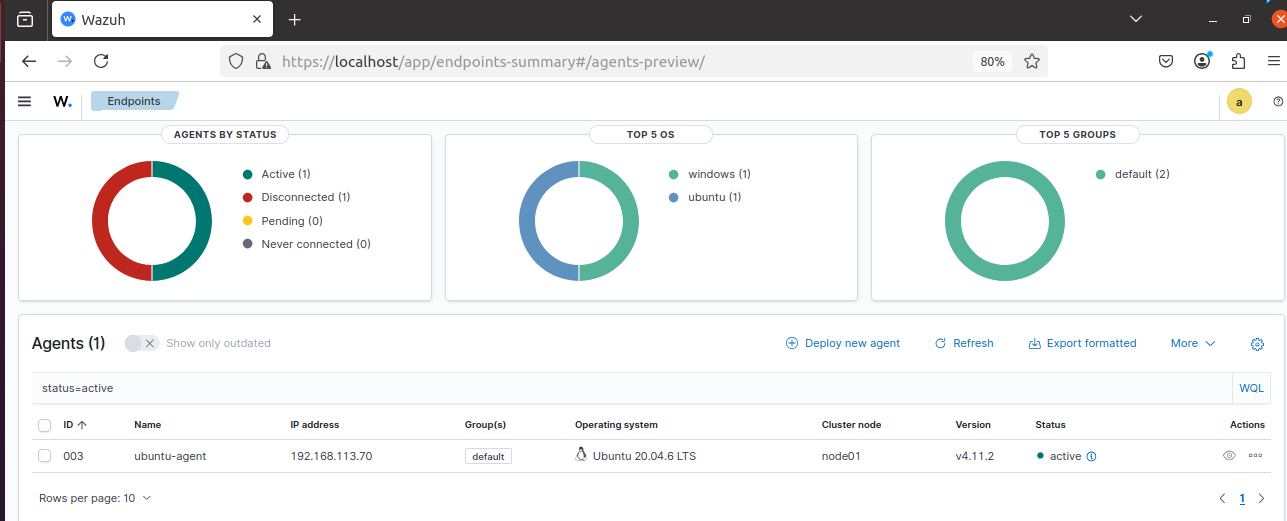 Wazuh
https://localhost/app/endpoints-summary#/agents-preview/ 80%
W. Endpoints a
AGENTS BY STATUS
Active (1)
Disconnected (1)
Pending (0)
Never connected (0)
TOP 5 OS
windows (1)
ubuntu (1)
TOP 5 GROUPS
default (2)
Agents (1) Show only outdated Deploy new agent Refresh Export formatted More
status=active WQL
ID Name IP address Group(s) Operating system Cluster node Version Status Actions
003 ubuntu-agent 192.168.113.70 default Ubuntu 20.04.6 LTS node01 v4.11.2 active
Rows per page: 10 1